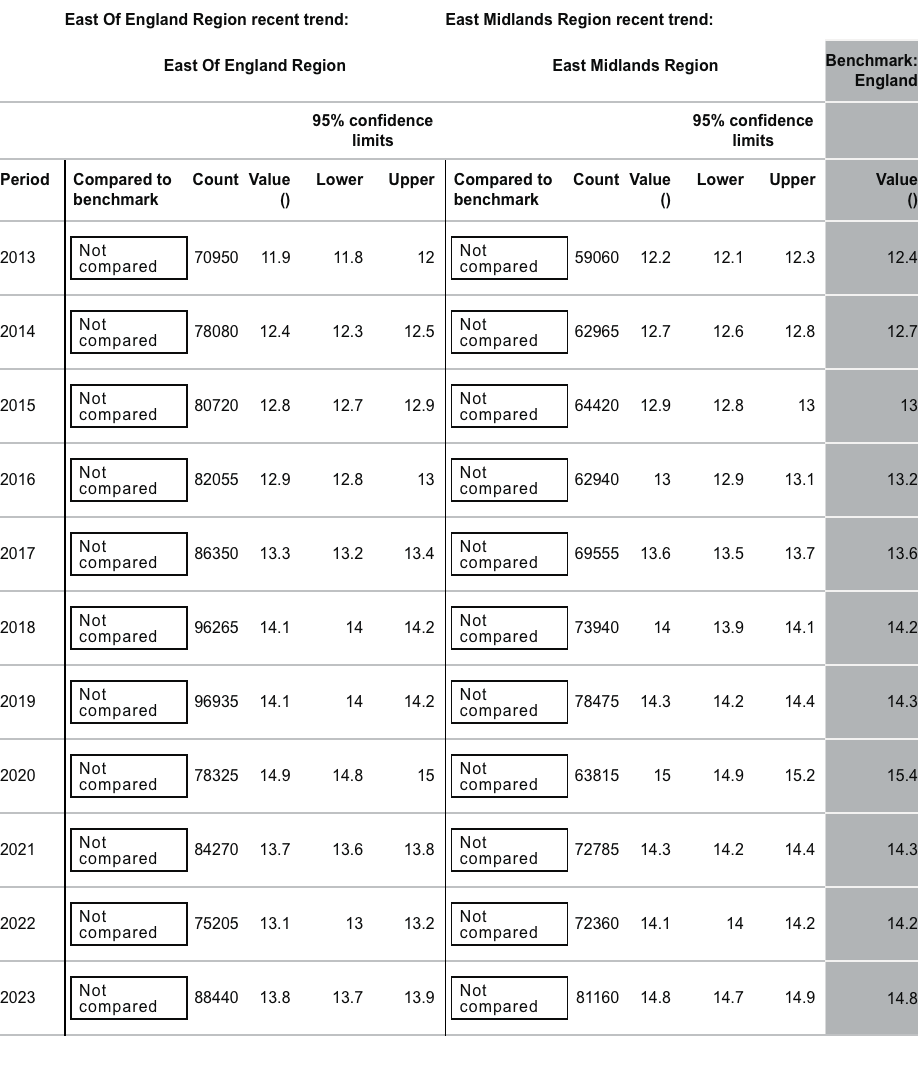 East Of England Region recent trend: East Midlands Region recent trend:
East Of England Region East Midlands Region Benchmark:
England
95% confidence 95% confidence
limits limits
Period Compared to Count Value Lower Upper Compared to Count Value Lower Upper Value
benchmark () benchmark () ()
2013 Not compared 70950 11.9 11.8 12 Not compared 59060 12.2 12.1 12.3 12.4
2014 Not compared 78080 12.4 12.3 12.5 Not compared 62965 12.7 12.6 12.8 12.7
2015 Not compared 80720 12.8 12.7 12.9 Not compared 64420 12.9 12.8 13 13
2016 Not compared 82055 12.9 12.8 13 Not compared 62940 13 12.9 13.1 13.2
2017 Not compared 86350 13.3 13.2 13.4 Not compared 69555 13.6 13.5 13.7 13.6
2018 Not compared 96265 14.1 14 14.2 Not compared 73940 14 13.9 14.1 14.2
2019 Not compared 96935 14.1 14 14.2 Not compared 78475 14.3 14.2 14.4 14.3
2020 Not compared 78325 14.9 14.8 15 Not compared 63815 15 14.9 15.2 15.4
2021 Not compared 84270 13.7 13.6 13.8 Not compared 72785 14.3 14.2 14.4 14.3
2022 Not compared 75205 13.1 13 13.2 Not compared 72360 14.1 14 14.2 14.2
2023 Not compared 88440 13.8 13.7 13.9 Not compared 81160 14.8 14.7 14.9 14.8